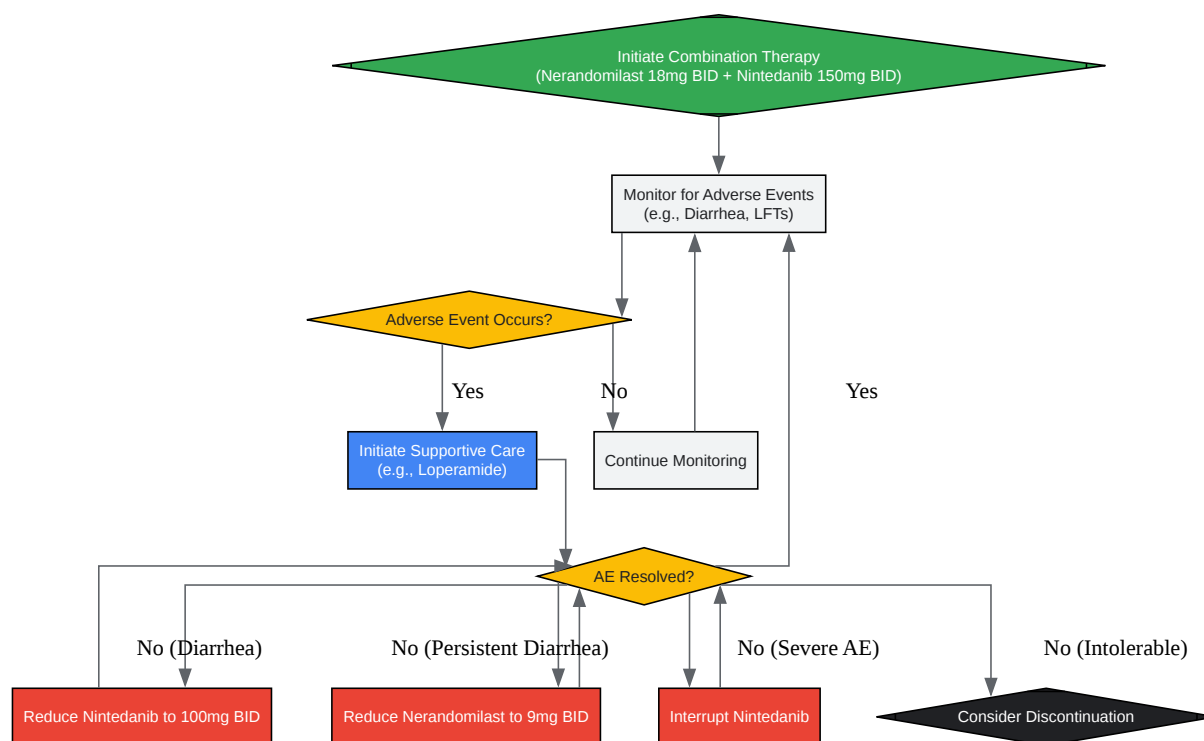 Initiate Combination Therapy
(Nerandomilast 18mg BID + Nintedanib 150mg BID)
Monitor for Adverse Events
(e.g., Diarrhea, LFTs)
Adverse Event Occurs?
Yes
No
Yes
Initiate Supportive Care
(e.g., Loperamide)
Continue Monitoring
AE Resolved?
No (Diarrhea)
No (Persistent Diarrhea)
No (Severe AE)
No (Intolerable)
Reduce Nintedanib to 100mg BID
Reduce Nerandomilast to 9mg BID
Interrupt Nintedanib
Consider Discontinuation